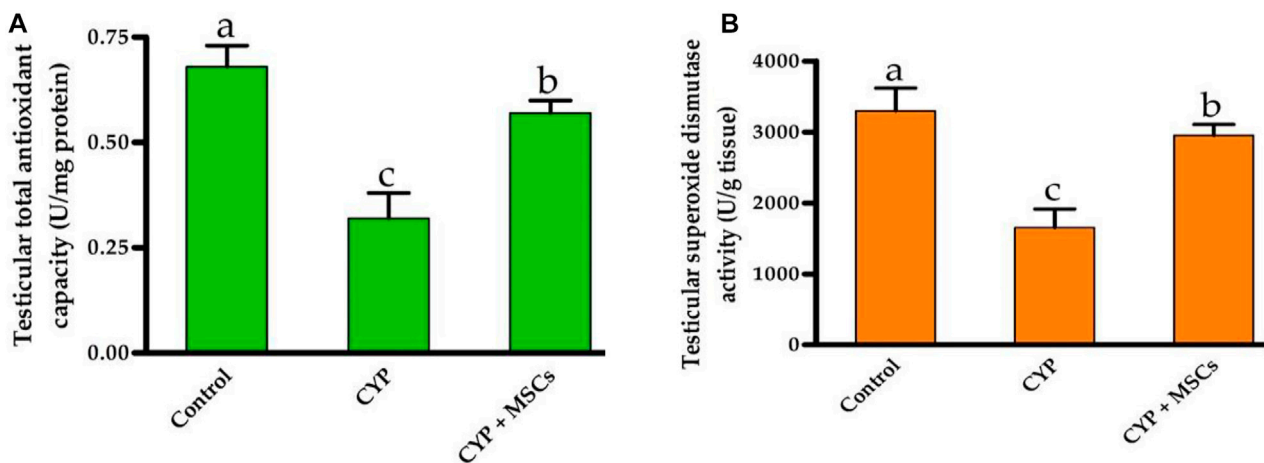 A
Testicular total antioxidant
capacity (U/mg protein)
0.75
0.50
0.25
0.00
a
c
b
Control
CYP
CYP + MSCs
B
Testicular superoxide dismutase
activity (U/g tissue)
4000
3000
2000
1000
0
a
c
b
Control
CYP
CYP + MSCs